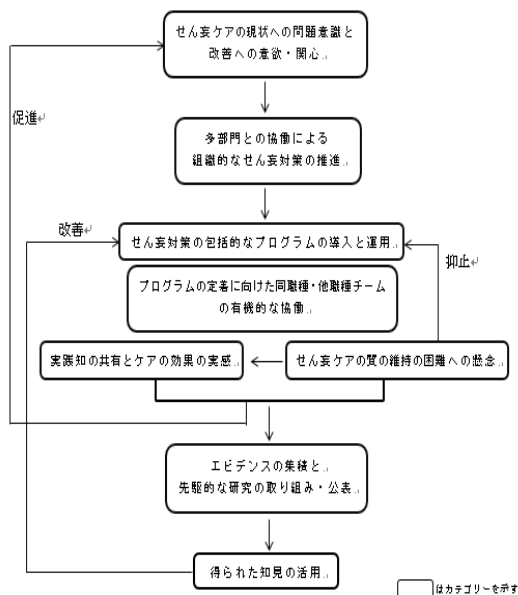 せん妄ケアの現状への問題意識と
改善への意欲・関心
促進
多部門との協働による
組織的なせん妄対策の推進
改善
せん妄対策の包括的なプログラムの導入と運用
抑止
プログラムの定着に向けた同職種・他職種チーム
の有機的な協働
実際知の共有とケアの効果の実感
せん妄ケアの質の維持の困難への懸念
エビデンスの集積と
先駆的な研究の取り組み・公表
得られた知見の活用
はカテゴリーを示す